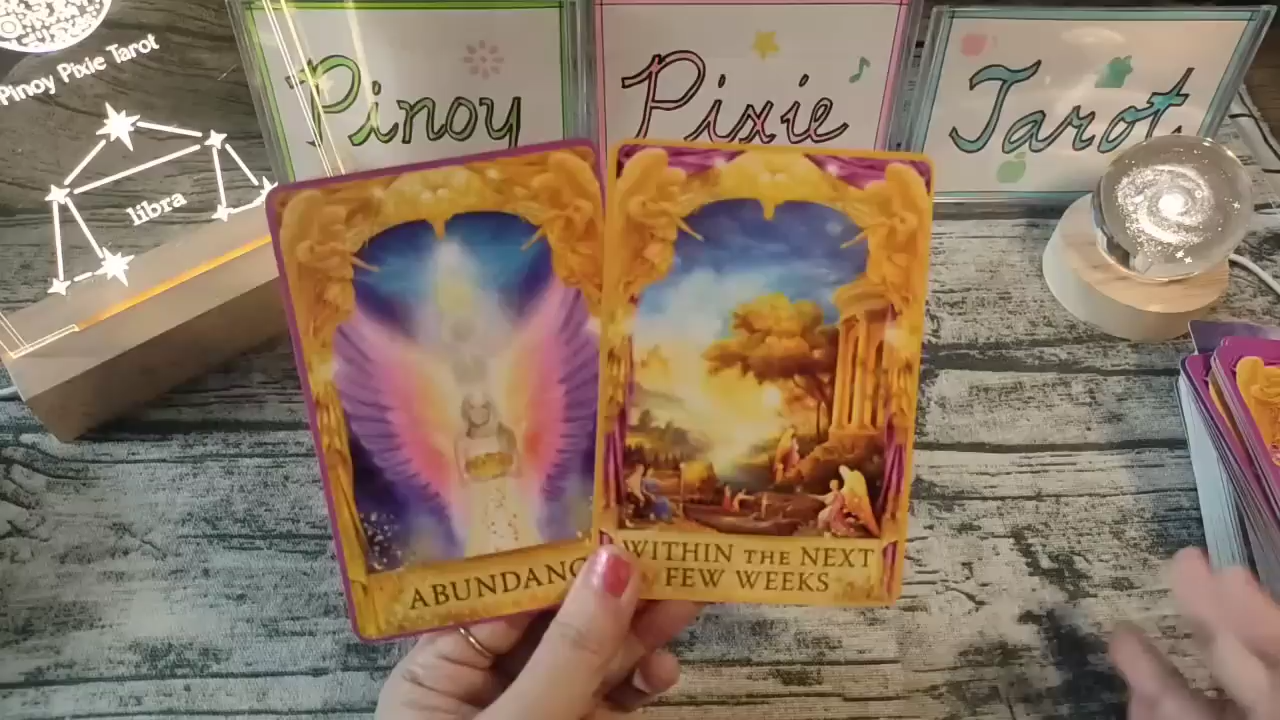 Pinoy Pixie Tarot
Pinoy
Pixie
Tarot
libra
ABUNDANC
WITHIN THE NEXT
FEW WEEKS